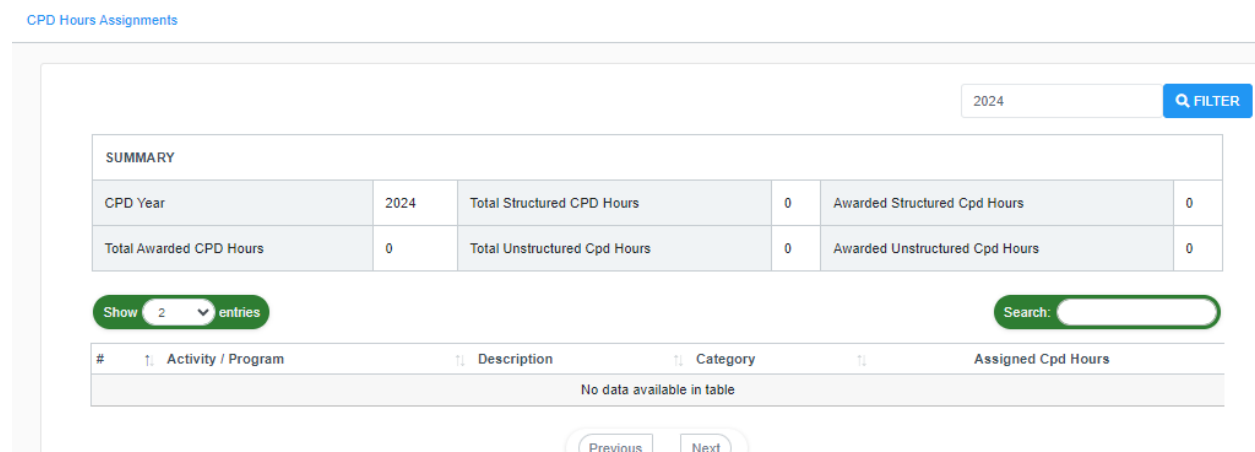 CPD Hours Assignments
2024 FILTER
SUMMARY
CPD Year 2024 Total Structured CPD Hours 0 Awarded Structured Cpd Hours 0
Total Awarded CPD Hours 0 Total Unstructured Cpd Hours 0 Awarded Unstructured Cpd Hours 0
Show 2 entries Search:
# Activity / Program Description Category Assigned Cpd Hours
No data available in table
Previous Next